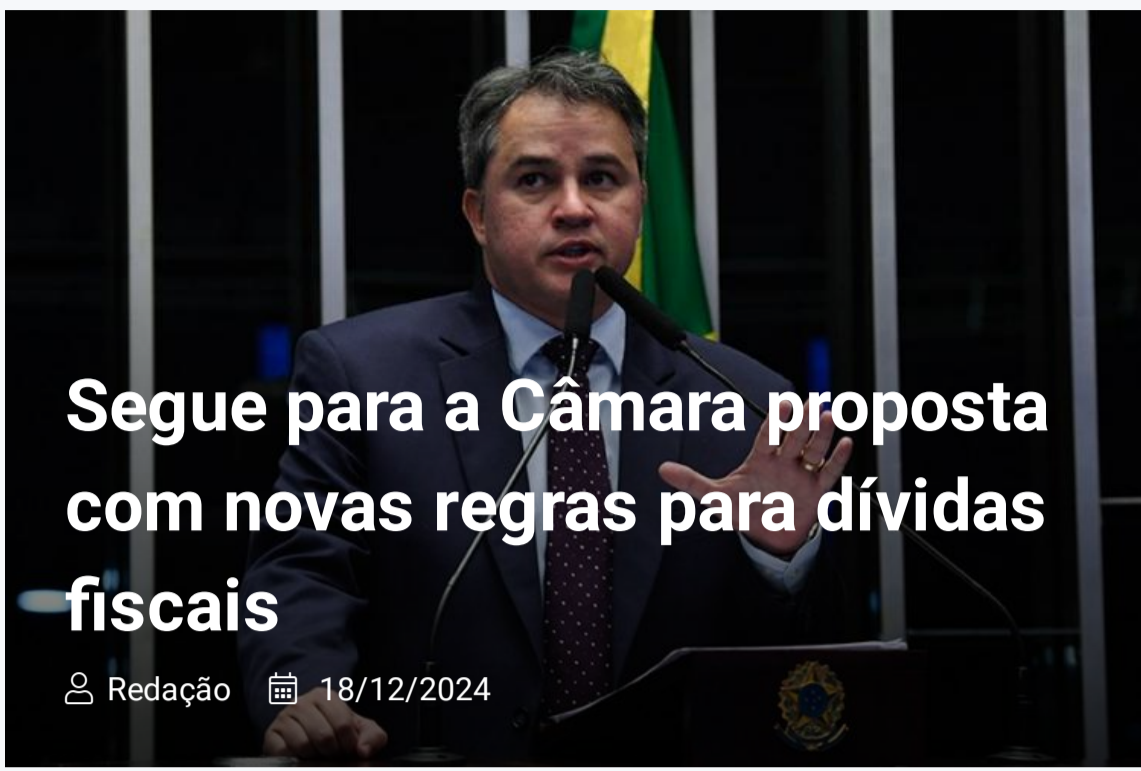 Segue para a Câmara proposta
com novas regras para dívidas
fiscais
Redação 18/12/2024